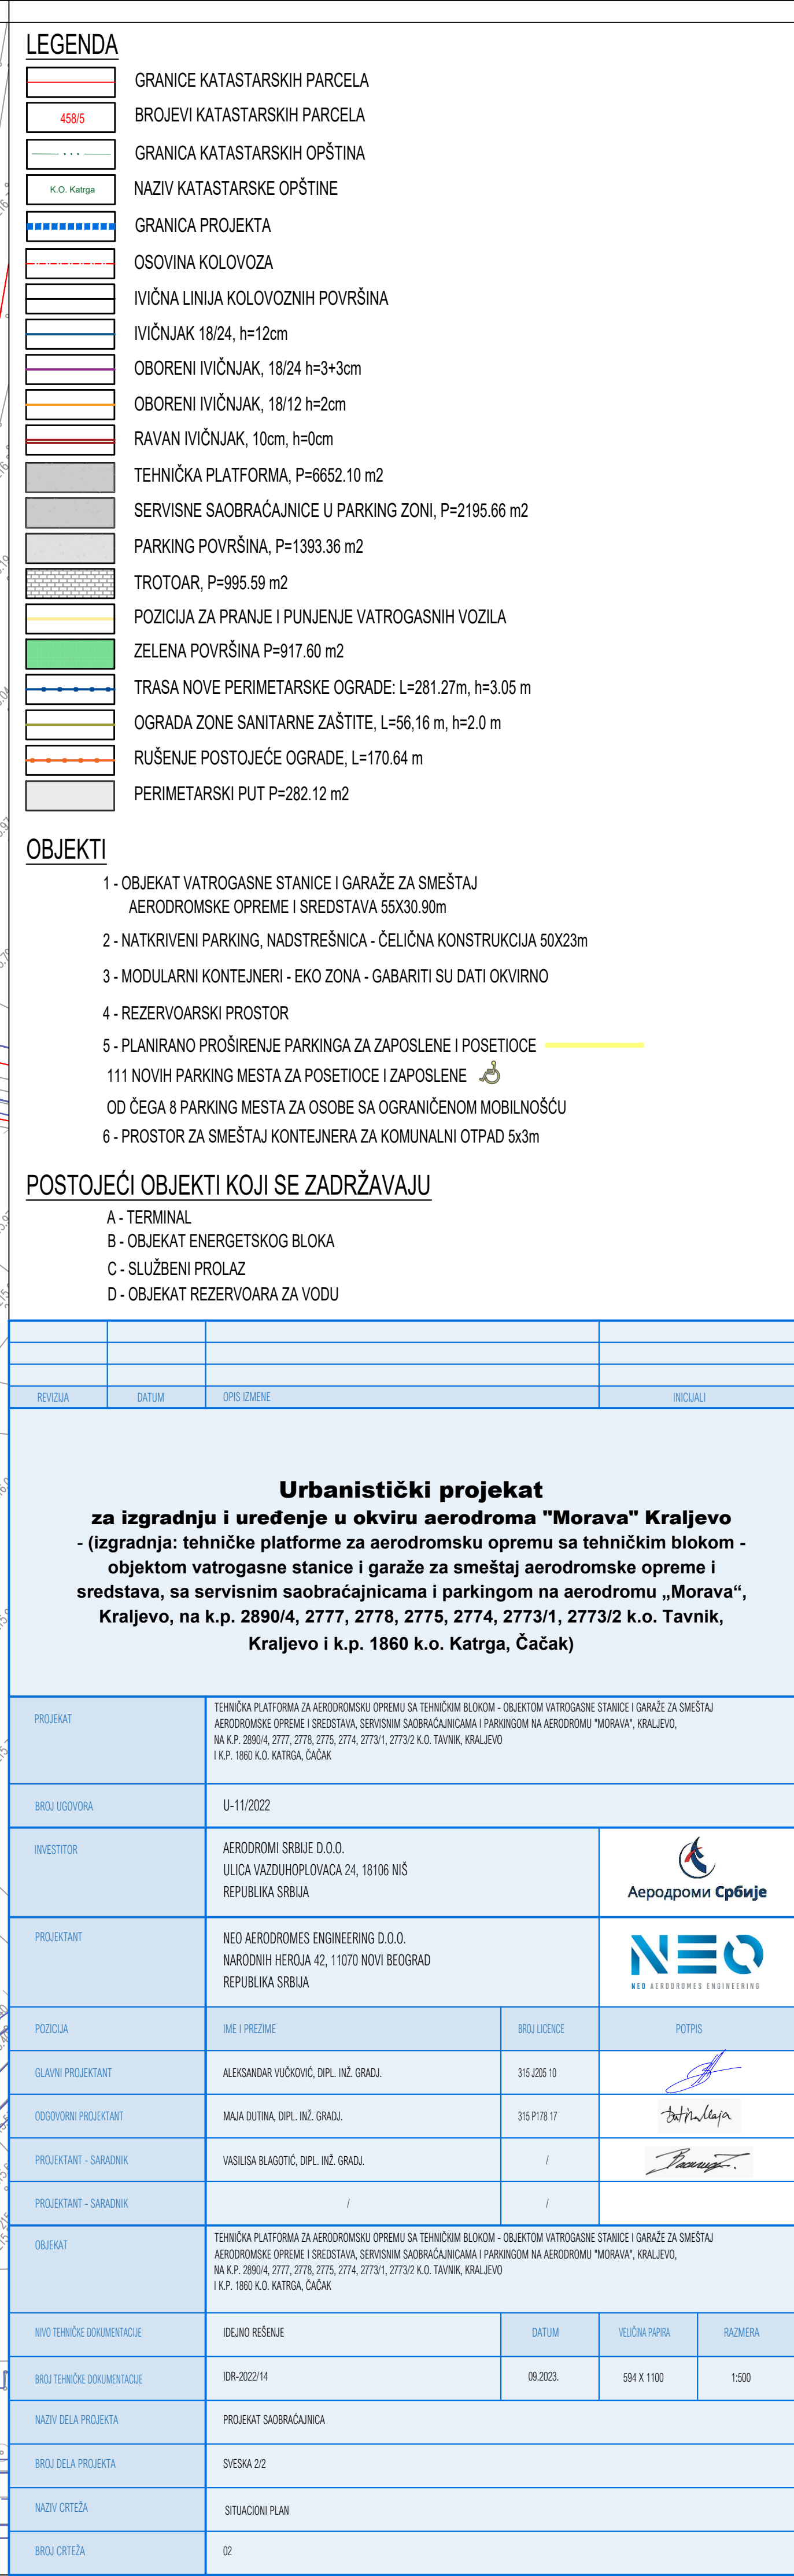 LEGENDA
GRANICE KATASTARSKIH PARCELA
458/5
BROJEVI KATASTARSKIH PARCELA
GRANICA KATASTARSKIH OPŠTINA
K.O. Katrga
NAZIV KATASTARSKE OPŠTINE
GRANICA PROJEKTA
OSOVINA KOLOVOZA
IVIČNA LINIJA KOLOVOZNIH POVRŠINA
IVIČNJAK 18/24, h=12cm
OBORENI IVIČNJAK, 18/24 h=3+3cm
OBORENI IVIČNJAK, 18/12 h=2cm
RAVAN IVIČNJAK, 10cm, h=0cm
TEHNIČKA PLATFORMA, P=6652.10 m2
SERVISNE SAOBRAĆAJNICE U PARKING ZONI, P=2195.66 m2
PARKING POVRŠINA, P=1393.36 m2
TROTOAR, P=995.59 m2
POZICIJA ZA PRANJE I PUNJENJE VATROGASNIH VOZILA
ZELENA POVRŠINA P=917.60 m2
TRASA NOVE PERIMETARSKE OGRADE: L=281.27m, h=3.05 m
OGRADA ZONE SANITARNE ZAŠTITE, L=56,16 m, h=2.0 m
RUŠENJE POSTOJEĆE OGRADE, L=170.64 m
PERIMETARSKI PUT P=282.12 m2
OBJEKTI
1 - OBJEKAT VATROGASNE STANICE I GARAŽE ZA SMEŠTAJ
AERODROMSKE OPREME I SREDSTAVA 55X30.90m
2 - NATKRIVENI PARKING, NADSTREŠNICA - ČELIČNA KONSTRUKCIJA 50X23m
3 - MODULARNI KONTEJNERI - EKO ZONA - GABARITI SU DATI OKVIRNO
4 - REZERVOARSKI PROSTOR
5 - PLANIRANO PROŠIRENJE PARKINGA ZA ZAPOSLENE I POSETIOCE
111 NOVIH PARKING MESTA ZA POSETIOCE I ZAPOSLENE
OD ČEGA 8 PARKING MESTA ZA OSOBE SA OGRANIČENOM MOBILNOŠĆU
6 - PROSTOR ZA SMEŠTAJ KONTEJNERA ZA KOMUNALNI OTPAD 5x3m
POSTOJEĆI OBJEKTI KOJI SE ZADRŽAVAJU
A - TERMINAL
B - OBJEKAT ENERGETSKOG BLOKA
C - SLUŽBENI PROLAZ
D - OBJEKAT REZERVOARA ZA VODU
REVIZIJA DATUM OPIS IZMENE INICIJALI
Urbanistički projekat
za izgradnju i uređenje u okviru aerodroma "Morava" Kraljevo
- (izgradnja: tehničke platforme za aerodromsku opremu sa tehničkim blokom -
objektom vatrogasne stanice i garaže za smeštaj aerodromske opreme i
sredstava, sa servisnim saobraćajnicama i parkingom na aerodromu „Morava“,
Kraljevo, na k.p. 2890/4, 2777, 2778, 2775, 2774, 2773/1, 2773/2 k.o. Tavnik,
Kraljevo i k.p. 1860 k.o. Katrga, Čačak)
PROJEKAT
TEHNIČKA PLATFORMA ZA AERODROMSKU OPREMU SA TEHNIČKIM BLOKOM - OBJEKTOM VATROGASNE STANICE I GARAŽE ZA SMEŠTAJ
AERODROMSKE OPREME I SREDSTAVA, SERVISNIM SAOBRAĆAJNICAMA I PARKINGOM NA AERODROMU "MORAVA", KRALJEVO,
NA K.P. 2890/4, 2777, 2778, 2775, 2774, 2773/1, 2773/2 K.O. TAVNIK, KRALJEVO
I K.P. 1860 K.O. KATRGA, ČAČAK
BROJ UGOVORA U-11/2022
INVESTITOR
AERODROMI SRBIJE D.O.O.
ULICA VAZDUHOPLOVACA 24, 18106 NIŠ
REPUBLIKA SRBIJA
Аеродроми Србије
PROJEKTANT
NEO AERODROMES ENGINEERING D.O.O.
NARODNIH HEROJA 42, 11070 NOVI BEOGRAD
REPUBLIKA SRBIJA
NEO
NEO AERODROMES ENGINEERING
POZICIJA IME I PREZIME BROJ LICENCE POTPIS
GLAVNI PROJEKTANT ALEKSANDAR VUČKOVIĆ, DIPL. INŽ. GRADJ. 315 J205 10
ODGOVORNI PROJEKTANT MAJA DUTINA, DIPL. INŽ. GRADJ. 315 P178 17
PROJEKTANT - SARADNIK VASILISA BLAGOTIĆ, DIPL. INŽ. GRADJ. /
PROJEKTANT - SARADNIK / /
OBJEKAT
TEHNIČKA PLATFORMA ZA AERODROMSKU OPREMU SA TEHNIČKIM BLOKOM - OBJEKTOM VATROGASNE STANICE I GARAŽE ZA SMEŠTAJ
AERODROMSKE OPREME I SREDSTAVA, SERVISNIM SAOBRAĆAJNICAMA I PARKINGOM NA AERODROMU "MORAVA", KRALJEVO,
NA K.P. 2890/4, 2777, 2778, 2775, 2774, 2773/1, 2773/2 K.O. TAVNIK, KRALJEVO
I K.P. 1860 K.O. KATRGA, ČAČAK
NIVO TEHNIČKE DOKUMENTACIJE IDEJNO REŠENJE DATUM VELIČINA PAPIRA RAZMERA
BROJ TEHNIČKE DOKUMENTACIJE IDR-2022/14 09.2023. 594 X 1100 1:500
NAZIV DELA PROJEKTA PROJEKAT SAOBRAĆAJNICA
BROJ DELA PROJEKTA SVESKA 2/2
NAZIV CRTEŽA SITUACIONI PLAN
BROJ CRTEŽA 02